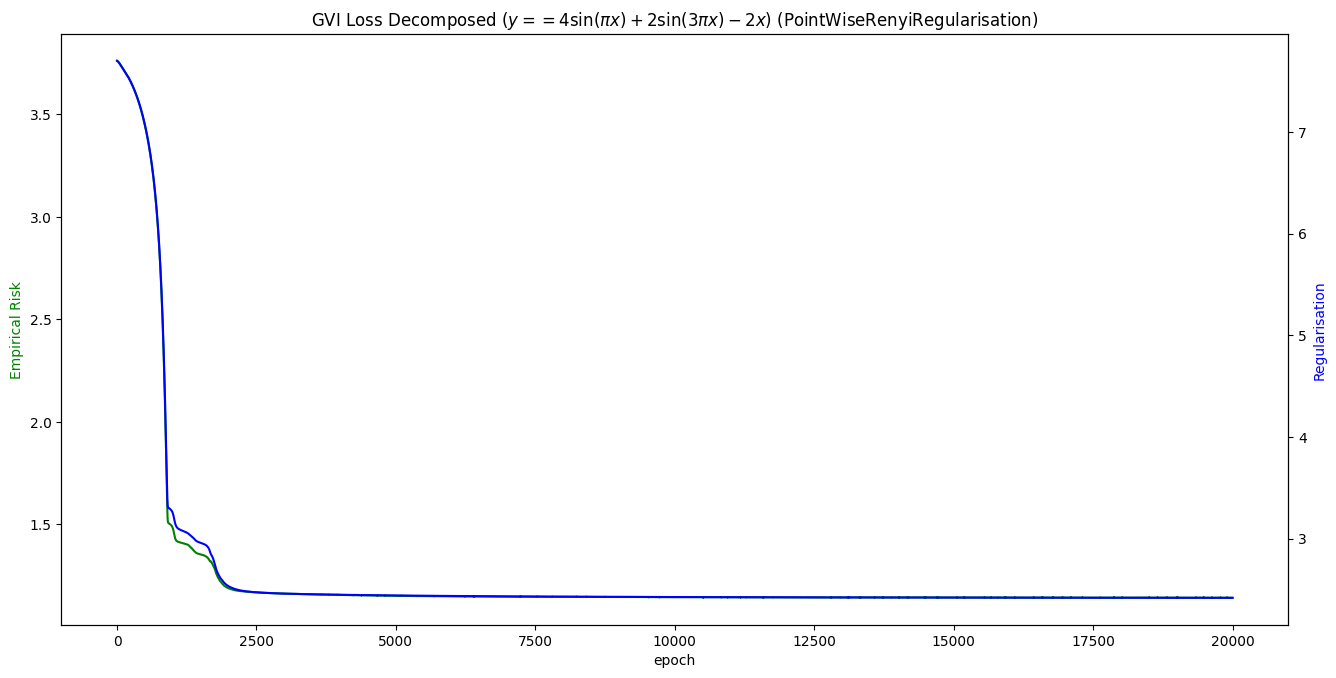 GVI Loss Decomposed (y == 4sin(πx) + 2sin(3πx) − 2x) (PointWiseRenyiRegularisation)
3.5
3.0
2.5
2.0
1.5
Empirical Risk
7
6
5
4
3
Regularisation
0 2500 5000 7500 10000 12500 15000 17500 20000
epoch